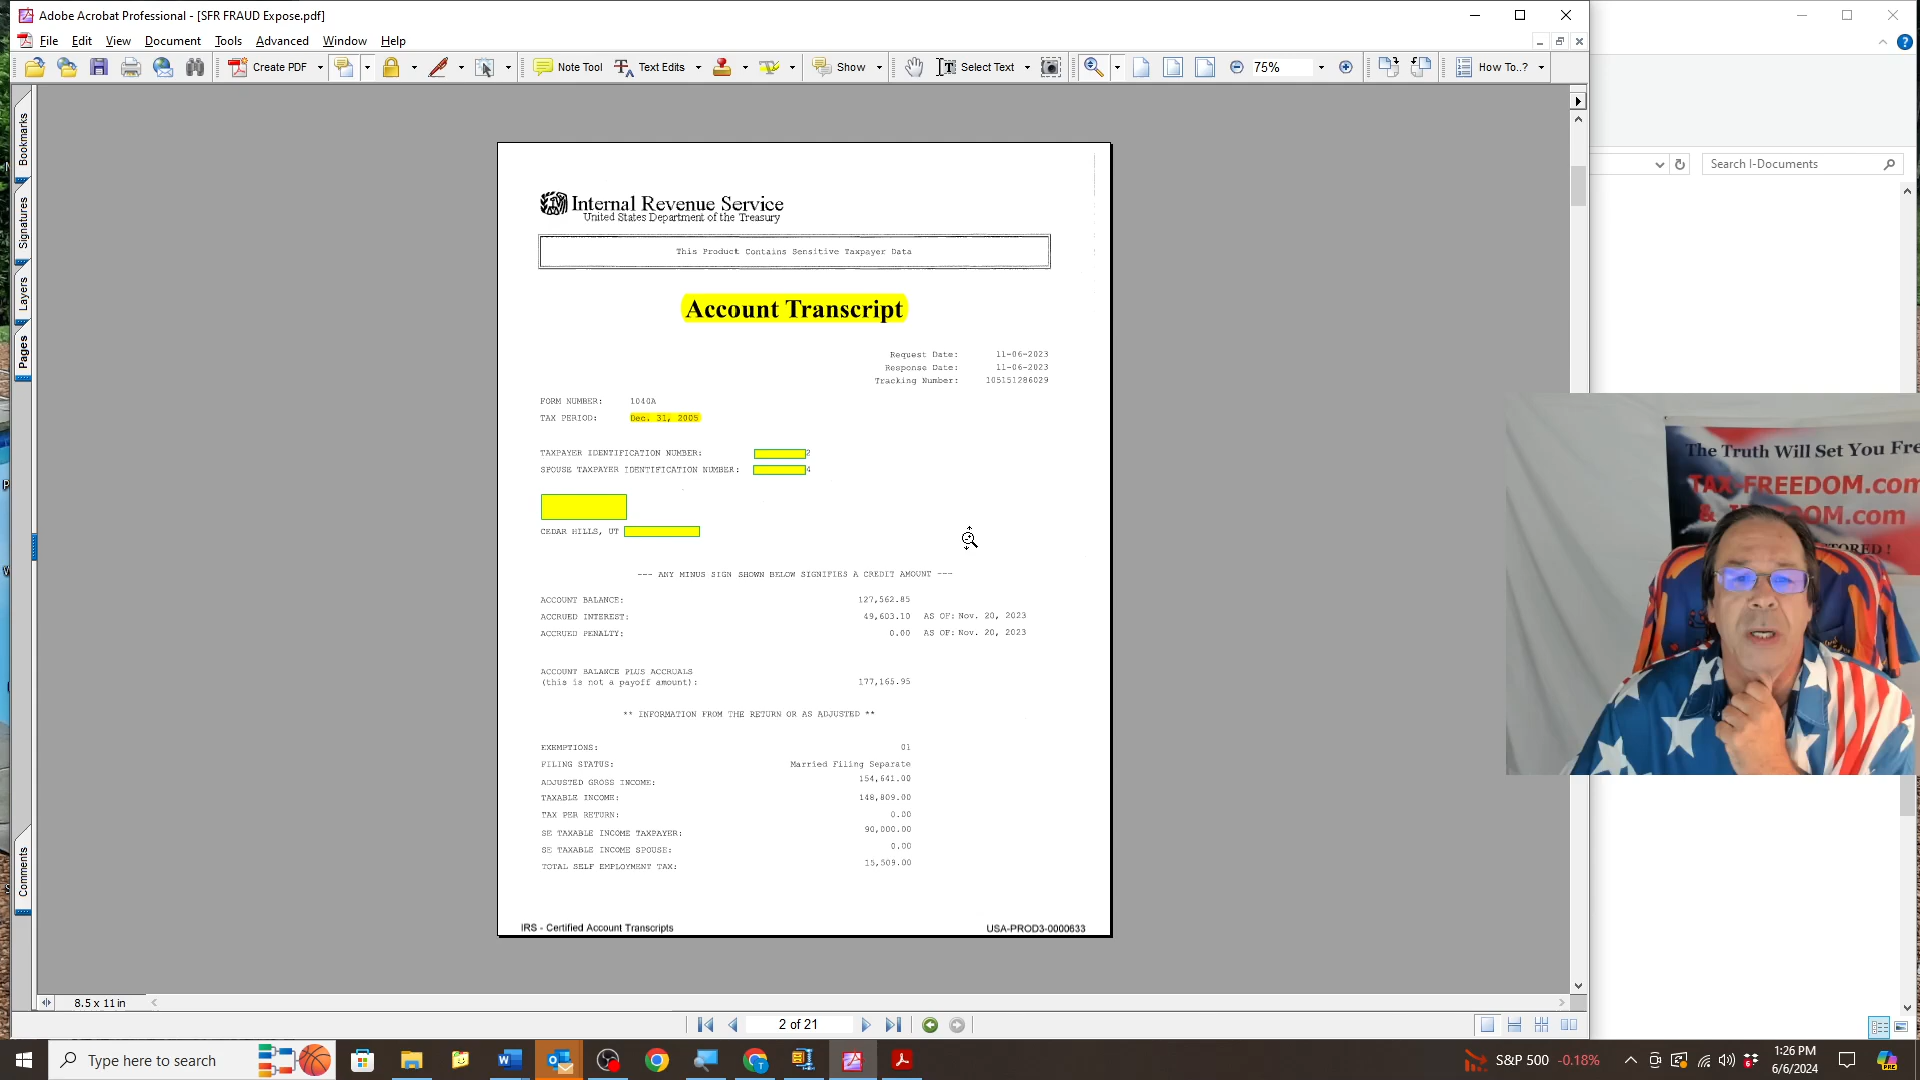 Adobe Acrobat Professional - [SFR FRAUD Expose.pdf]
File Edit View Document Tools Advanced Window Help
Create PDF Note Tool Text Edits Show Select Text 75% How To..?
Search I-Documents
Bookmarks
Signatures
Layers
Pages
Comments
Internal Revenue Service
United States Department of the Treasury
This Product Contains Sensitive Taxpayer Data
Account Transcript
Request Date: 11-06-2023
Response Date: 11-06-2023
Tracking Number: 105151286029
FORM NUMBER: 1040A
TAX PERIOD: Dec. 31, 2005
TAXPAYER IDENTIFICATION NUMBER: 2
SPOUSE TAXPAYER IDENTIFICATION NUMBER: 4
CEDAR HILLS, UT
--- ANY MINUS SIGN SHOWN BELOW SIGNIFIES A CREDIT AMOUNT ---
ACCOUNT BALANCE: 127,562.85
ACCRUED INTEREST: 49,603.10 AS OF: Nov. 20, 2023
ACCRUED PENALTY: 0.00 AS OF: Nov. 20, 2023
ACCOUNT BALANCE PLUS ACCRUALS
(this is not a payoff amount): 177,165.95
** INFORMATION FROM THE RETURN OR AS ADJUSTED **
EXEMPTIONS: 01
FILING STATUS: Married Filing Separate
ADJUSTED GROSS INCOME: 154,641.00
TAXABLE INCOME: 148,809.00
TAX PER RETURN: 0.00
SE TAXABLE INCOME TAXPAYER: 90,000.00
SE TAXABLE INCOME SPOUSE: 0.00
TOTAL SELF EMPLOYMENT TAX: 15,509.00
IRS - Certified Account Transcripts USA-PROD3-0000633
The Truth Will Set You Fre
TAX-FREEDOM.com
&
dom.com
TORED !
8.5 x 11 in
2 of 21
Type here to search
S&P 500 -0.18%
1:26 PM
6/6/2024